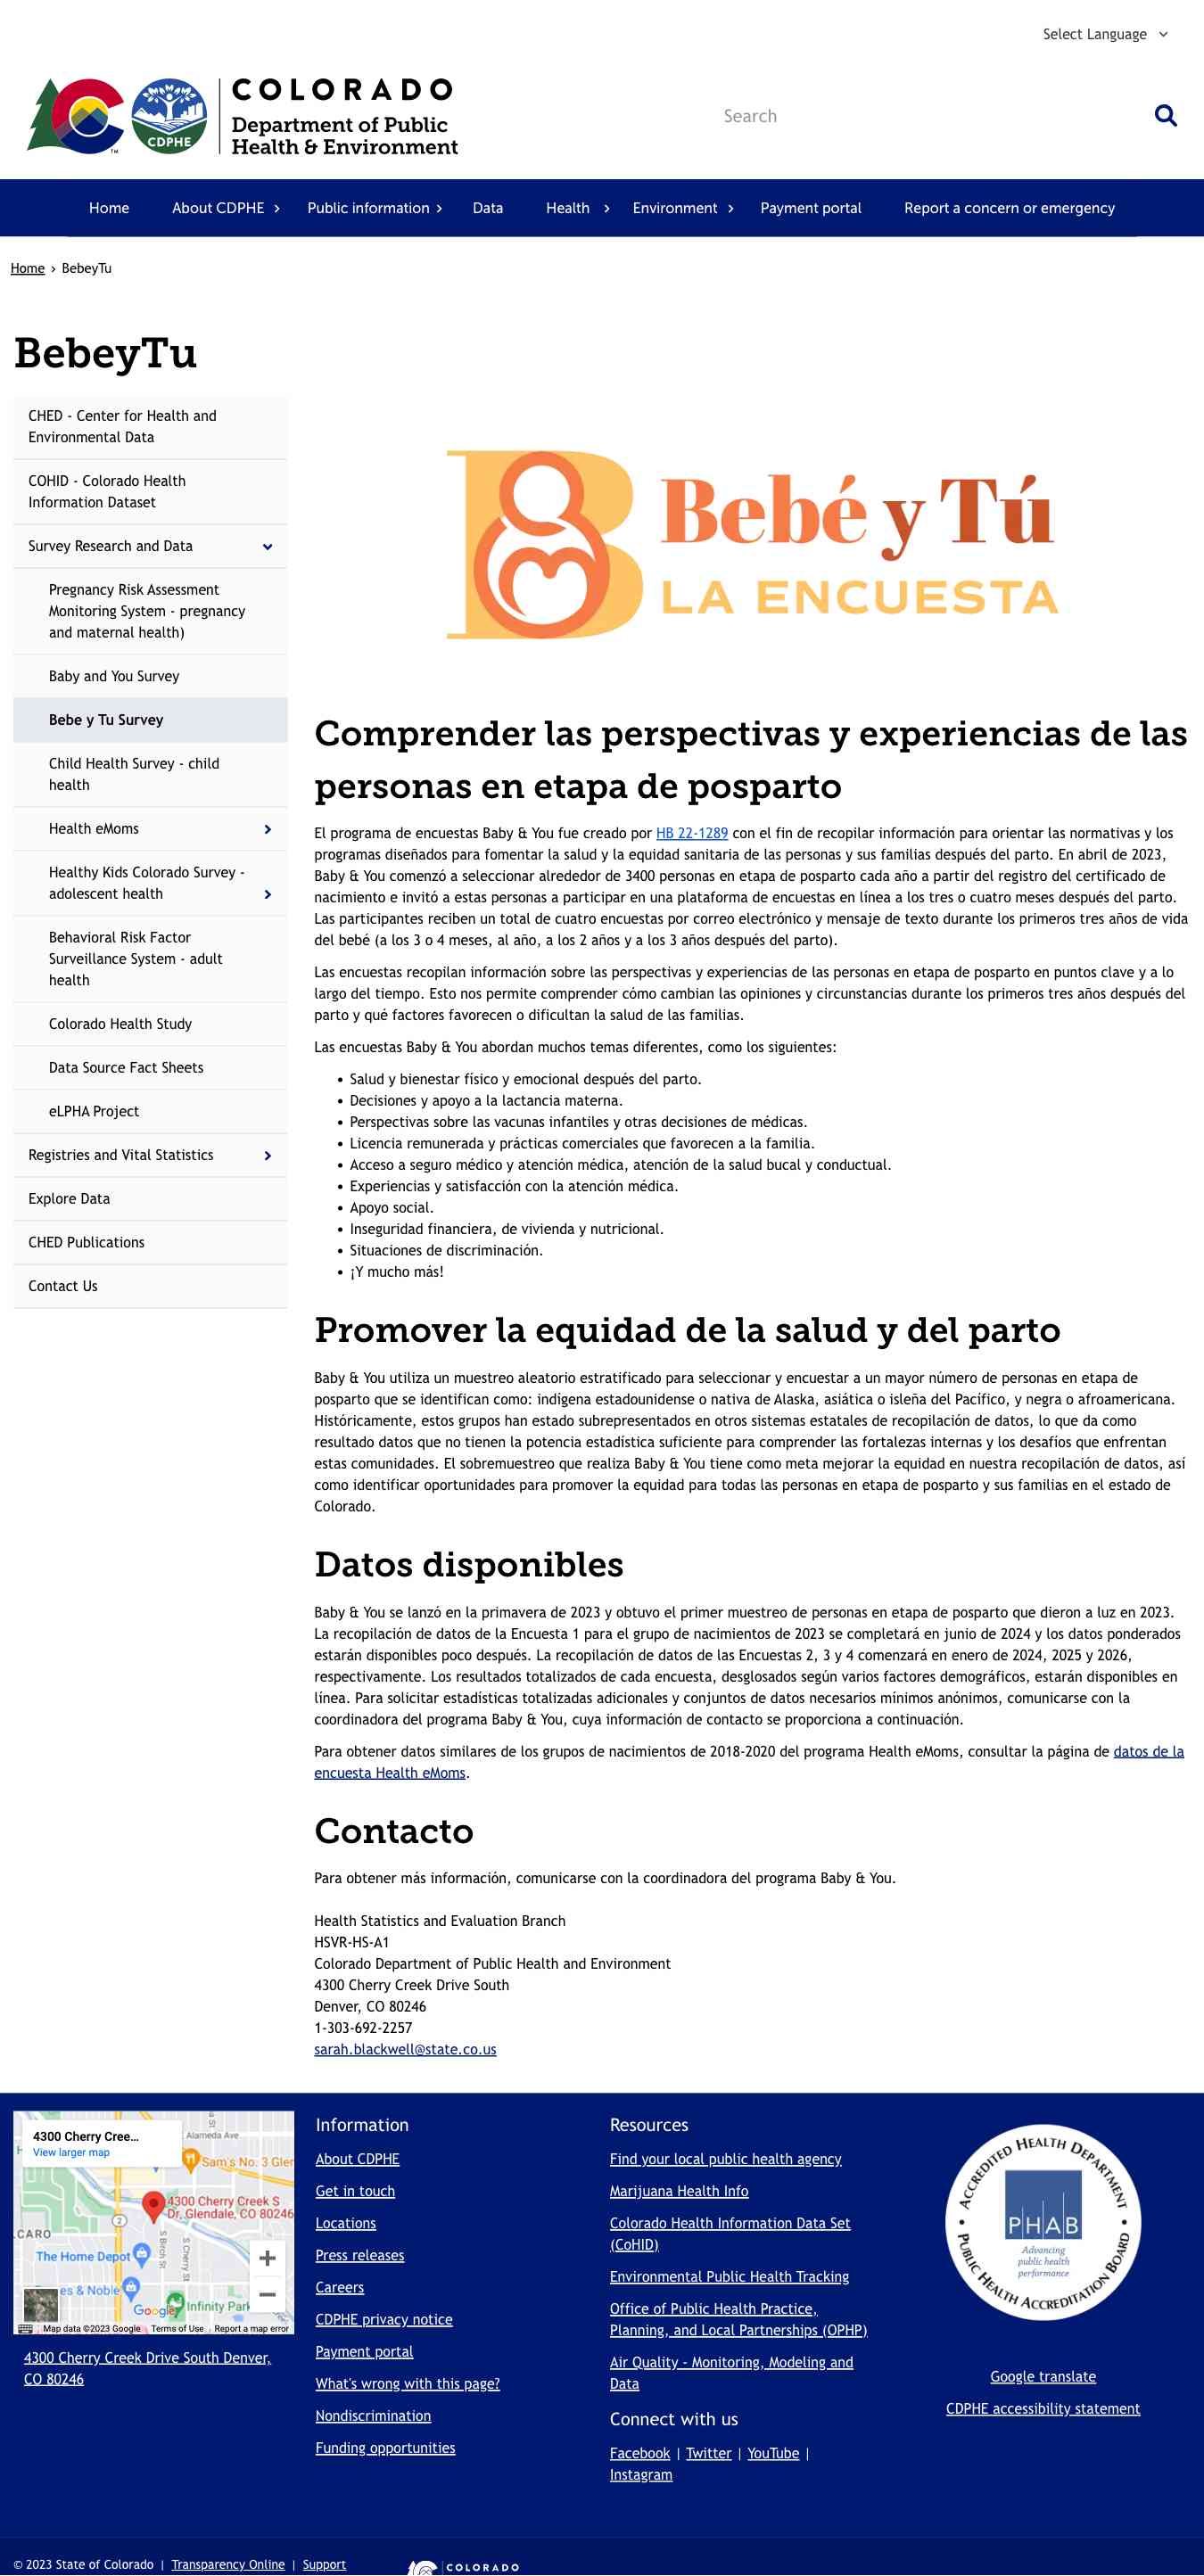 Select Language
COLORADO
Department of Public
Health & Environment
CDPHE
TM
Search
Home
About CDPHE
Public information
Data
Health
Environment
Payment portal
Report a concern or emergency
Home › BebeyTu
BebeyTu
CHED - Center for Health and
Environmental Data
COHID - Colorado Health
Information Dataset
Survey Research and Data
Pregnancy Risk Assessment
Monitoring System - pregnancy
and maternal health)
Baby and You Survey
Bebe y Tu Survey
Child Health Survey - child
health
Health eMoms
Healthy Kids Colorado Survey -
adolescent health
Behavioral Risk Factor
Surveillance System - adult
health
Colorado Health Study
Data Source Fact Sheets
eLPHA Project
Registries and Vital Statistics
Explore Data
CHED Publications
Contact Us
Bebé y Tú
LA ENCUESTA
Comprender las perspectivas y experiencias de las
personas en etapa de posparto
El programa de encuestas Baby & You fue creado por HB 22-1289 con el fin de recopilar información para orientar las normativas y los
programas diseñados para fomentar la salud y la equidad sanitaria de las personas y sus familias después del parto. En abril de 2023,
Baby & You comenzó a seleccionar alrededor de 3400 personas en etapa de posparto cada año a partir del registro del certificado de
nacimiento e invitó a estas personas a participar en una plataforma de encuestas en línea a los tres o cuatro meses después del parto.
Las participantes reciben un total de cuatro encuestas por correo electrónico y mensaje de texto durante los primeros tres años de vida
del bebé (a los 3 o 4 meses, al año, a los 2 años y a los 3 años después del parto).
Las encuestas recopilan información sobre las perspectivas y experiencias de las personas en etapa de posparto en puntos clave y a lo
largo del tiempo. Esto nos permite comprender cómo cambian las opiniones y circunstancias durante los primeros tres años después del
parto y qué factores favorecen o dificultan la salud de las familias.
Las encuestas Baby & You abordan muchos temas diferentes, como los siguientes:
• Salud y bienestar físico y emocional después del parto.
• Decisiones y apoyo a la lactancia materna.
• Perspectivas sobre las vacunas infantiles y otras decisiones de médicas.
• Licencia remunerada y prácticas comerciales que favorecen a la familia.
• Acceso a seguro médico y atención médica, atención de la salud bucal y conductual.
• Experiencias y satisfacción con la atención médica.
• Apoyo social.
• Inseguridad financiera, de vivienda y nutricional.
• Situaciones de discriminación.
• ¡Y mucho más!
Promover la equidad de la salud y del parto
Baby & You utiliza un muestreo aleatorio estratificado para seleccionar y encuestar a un mayor número de personas en etapa de
posparto que se identifican como: indígena estadounidense o nativa de Alaska, asiática o isleña del Pacífico, y negra o afroamericana.
Históricamente, estos grupos han estado subrepresentados en otros sistemas estatales de recopilación de datos, lo que da como
resultado datos que no tienen la potencia estadística suficiente para comprender las fortalezas internas y los desafíos que enfrentan
estas comunidades. El sobremuestreo que realiza Baby & You tiene como meta mejorar la equidad en nuestra recopilación de datos, así
como identificar oportunidades para promover la equidad para todas las personas en etapa de posparto y sus familias en el estado de
Colorado.
Datos disponibles
Baby & You se lanzó en la primavera de 2023 y obtuvo el primer muestreo de personas en etapa de posparto que dieron a luz en 2023.
La recopilación de datos de la Encuesta 1 para el grupo de nacimientos de 2023 se completará en junio de 2024 y los datos ponderados
estarán disponibles poco después. La recopilación de datos de las Encuestas 2, 3 y 4 comenzará en enero de 2024, 2025 y 2026,
respectivamente. Los resultados totalizados de cada encuesta, desglosados según varios factores demográficos, estarán disponibles en
línea. Para solicitar estadísticas totalizadas adicionales y conjuntos de datos necesarios mínimos anónimos, comunicarse con la
coordinadora del programa Baby & You, cuya información de contacto se proporciona a continuación.
Para obtener datos similares de los grupos de nacimientos de 2018-2020 del programa Health eMoms, consultar la página de datos de la
encuesta Health eMoms.
Contacto
Para obtener más información, comunicarse con la coordinadora del programa Baby & You.
Health Statistics and Evaluation Branch
HSVR-HS-A1
Colorado Department of Public Health and Environment
4300 Cherry Creek Drive South
Denver, CO 80246
1-303-692-2257
sarah.blackwell@state.co.us
4300 Cherry Cree...
View larger map
Alameda Ave
Sam's No. 3 Glen
4300 Cherry Creek S
Dr, Glendale, CO 80246
2
CARO
S Birch St
S Cherry St
The Home Depot
es & Noble
Infinity Park
Google
Map data ©2023 Google
Terms of Use
Report a map error
4300 Cherry Creek Drive South Denver,
CO 80246
Information
About CDPHE
Get in touch
Locations
Press releases
Careers
CDPHE privacy notice
Payment portal
What's wrong with this page?
Nondiscrimination
Funding opportunities
Resources
Find your local public health agency
Marijuana Health Info
Colorado Health Information Data Set
(CoHID)
Environmental Public Health Tracking
Office of Public Health Practice,
Planning, and Local Partnerships (OPHP)
Air Quality - Monitoring, Modeling and
Data
Connect with us
Facebook | Twitter | YouTube |
Instagram
ACCREDITED HEALTH DEPARTMENT
PHAB
Advancing
public health
performance
PUBLIC HEALTH ACCREDITATION BOARD
Google translate
CDPHE accessibility statement
© 2023 State of Colorado | Transparency Online | Support
COLORADO